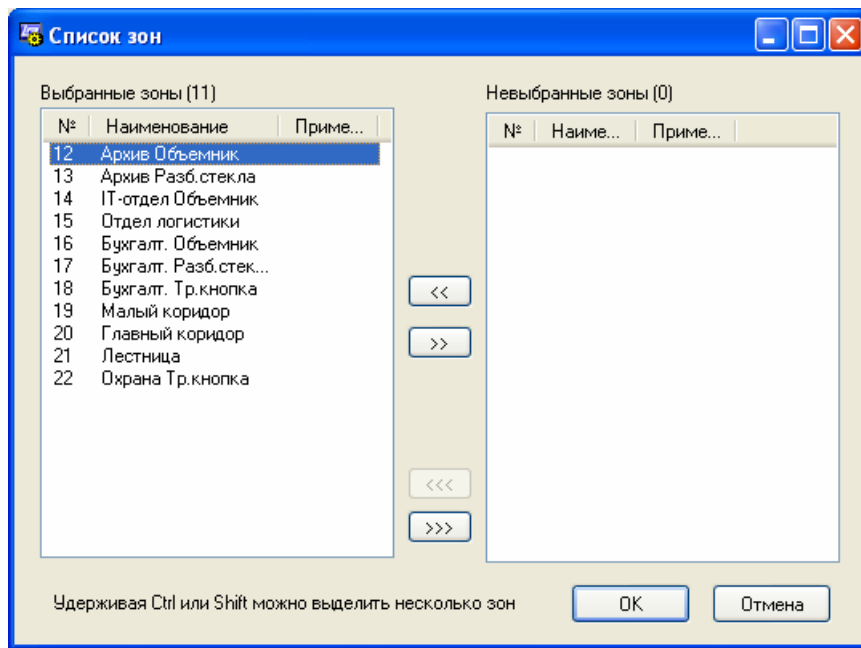 Список зон
Выбранные зоны (11)
Невыбранные зоны (0)
№ Наименование Приме...
№ Наиме... Приме...
12 Архив Объемник
13 Архив Разб.стекла
14 IT-отдел Объемник
15 Отдел логистики
16 Бухгалт. Объемник
17 Бухгалт. Разб.стек...
18 Бухгалт. Тр.кнопка
19 Малый коридор
20 Главный коридор
21 Лестница
22 Охрана Тр.кнопка
<<
>>
<<<
>>>
Удерживая Ctrl или Shift можно выделить несколько зон
OK
Отмена